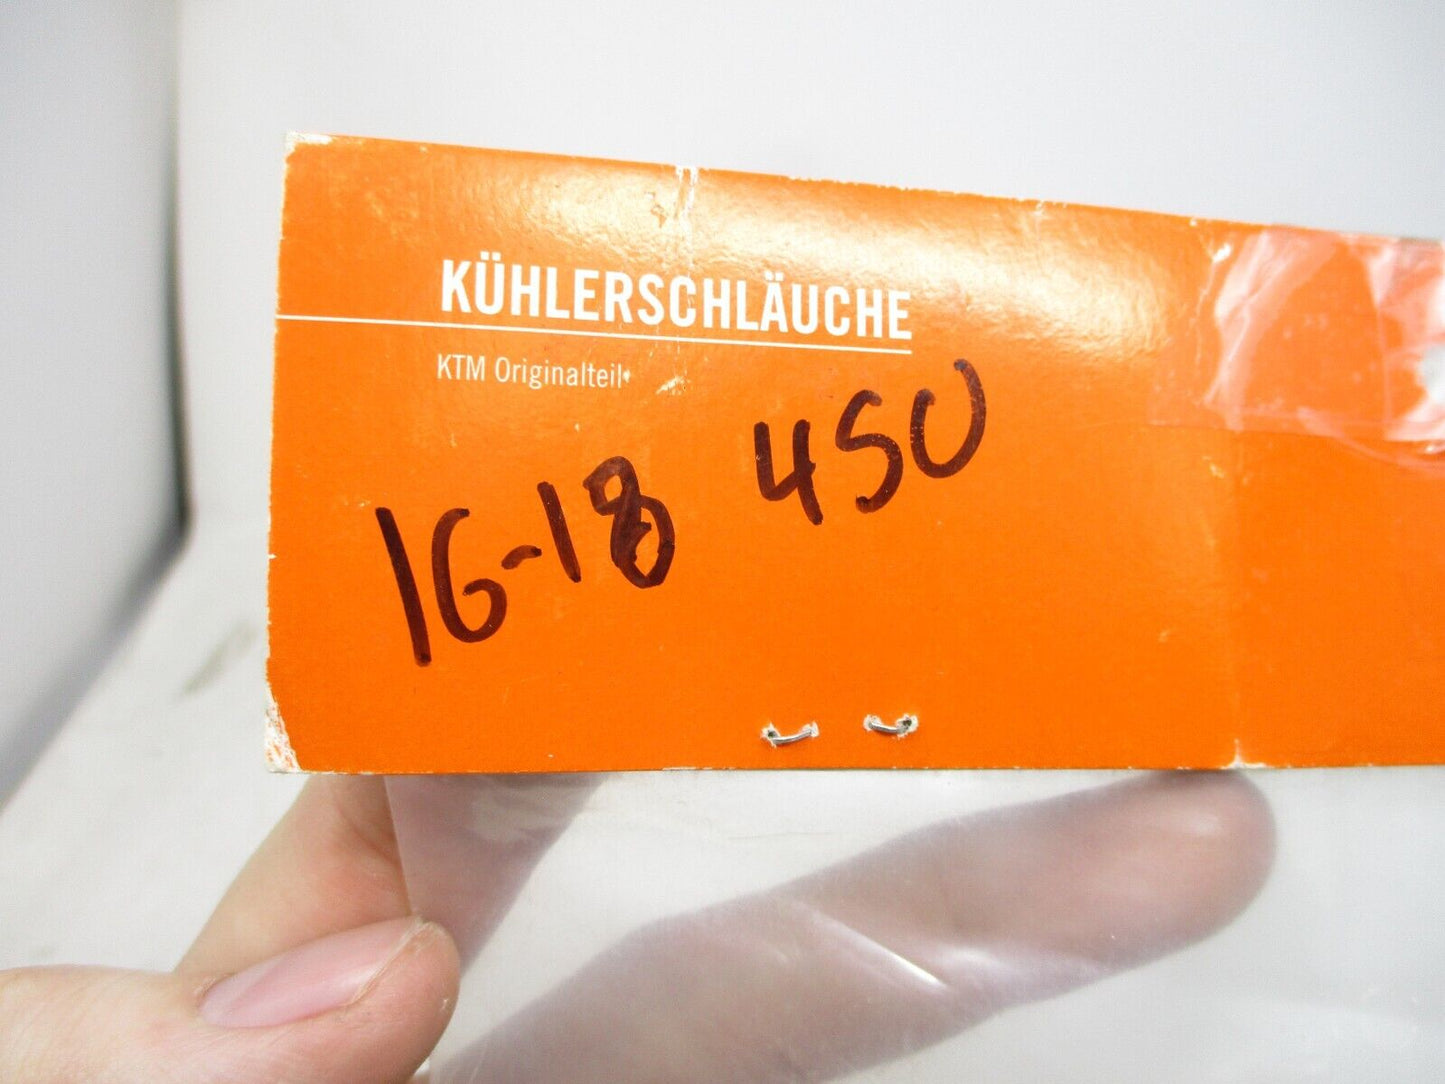 KÜHLERSCHLÄUCHE
KTM Originalteil
16-18 450